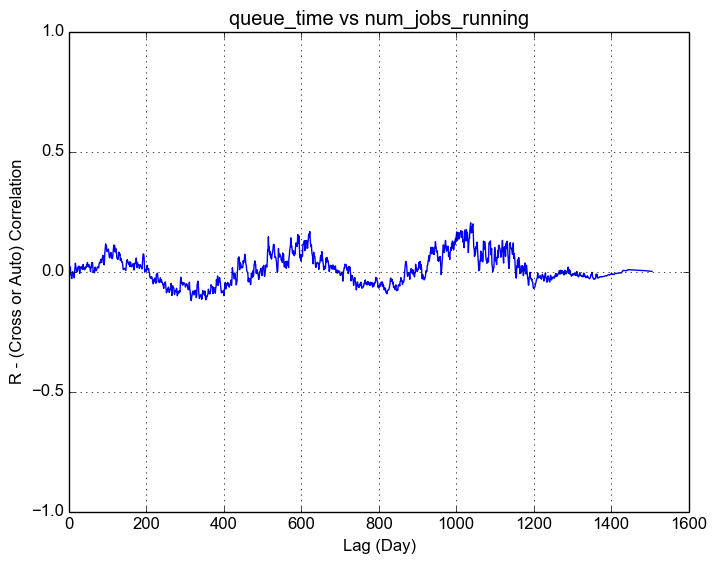 queue_time vs num_jobs_running
1.0
0.5
0.0
−0.5
−1.0
R - (Cross or Auto) Correlation
0 200 400 600 800 1000 1200 1400 1600
Lag (Day)